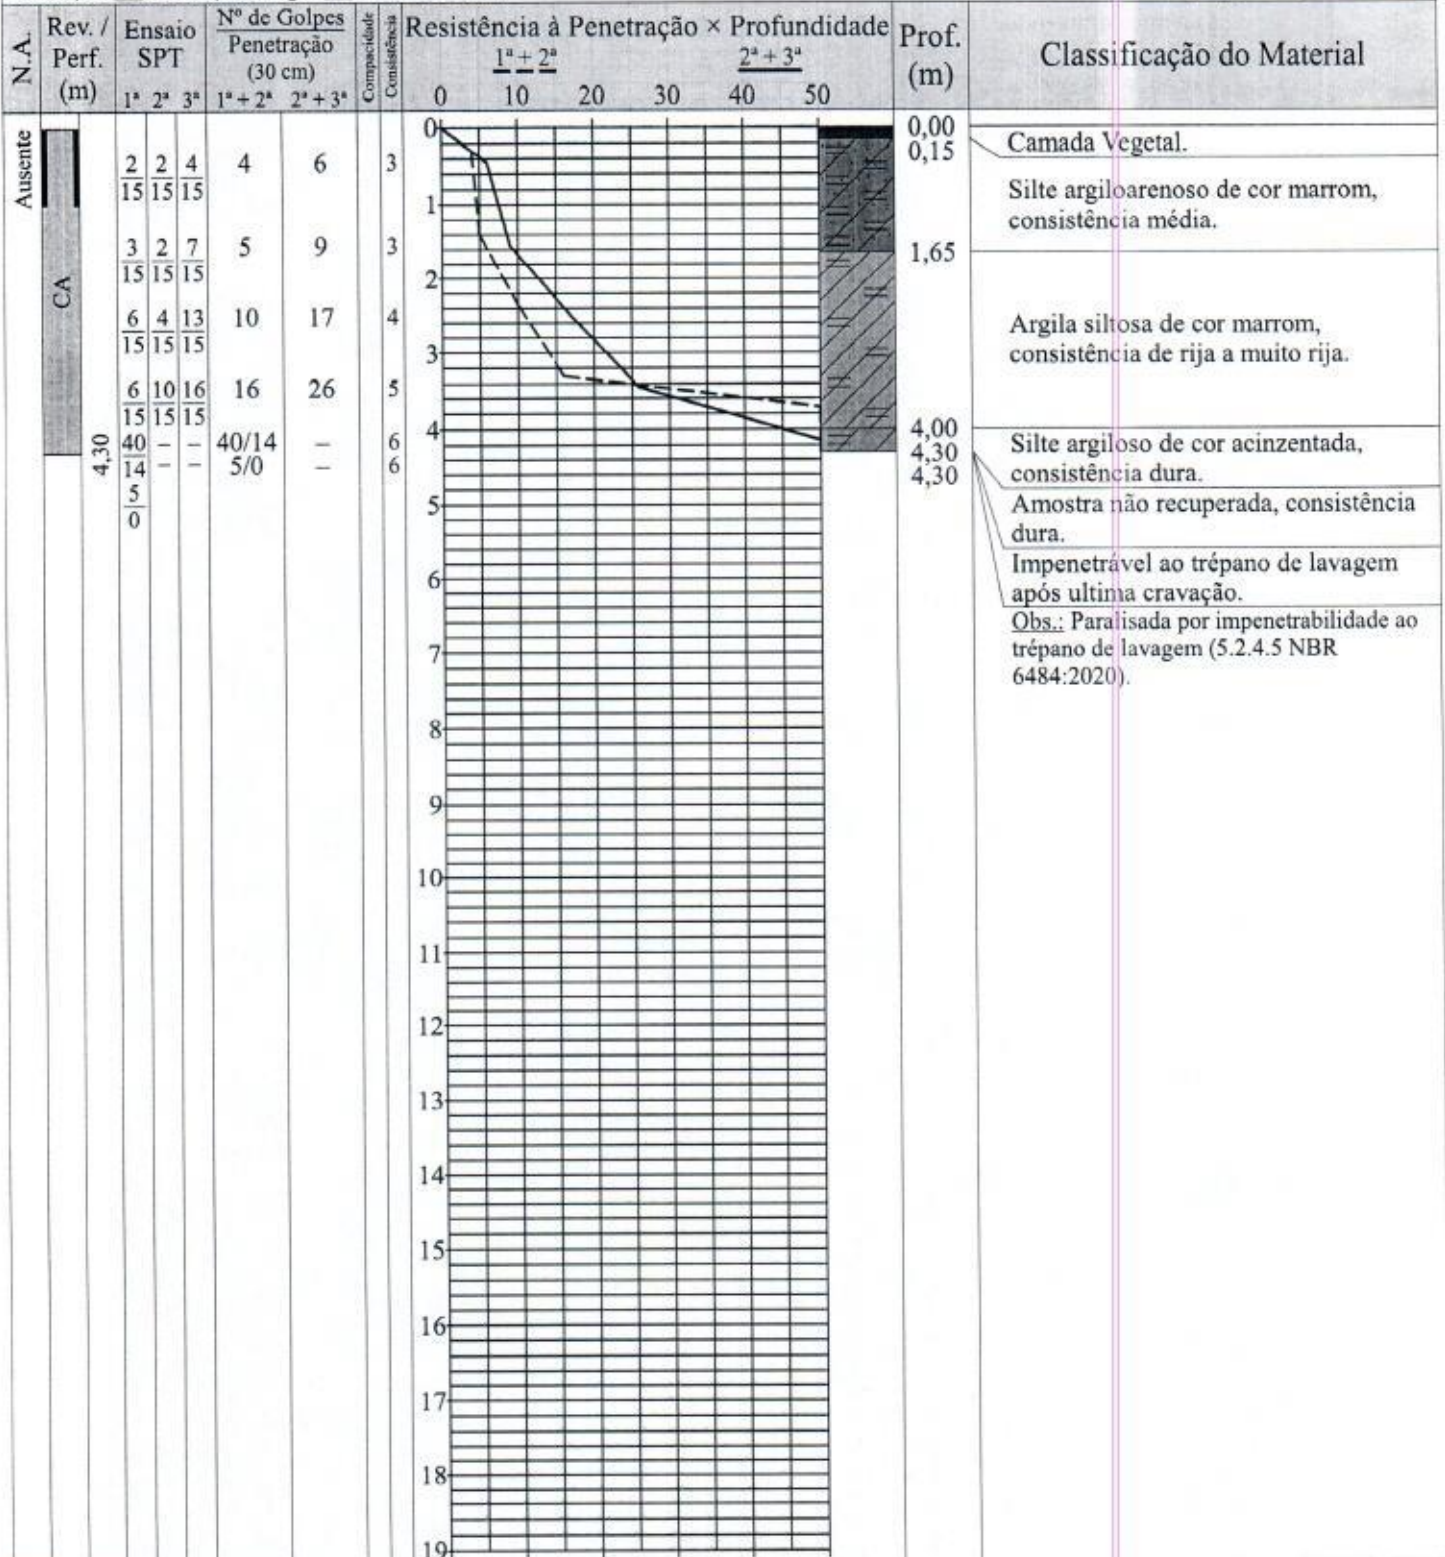 N.A.
Rev. /
Perf.
(m)
Ensaio
SPT
1ª 2ª 3ª
Nº de Golpes
Penetração
(30 cm)
1ª + 2ª 2ª + 3ª
Compacidade
Consistência
Resistência à Penetração × Profundidade
1ª + 2ª 2ª + 3ª
0 10 20 30 40 50
Prof.
(m)
Classificação do Material
Ausente
CA
4,30
2 2 4 4 6 3
15 15 15
3 2 7 5 9 3
15 15 15
6 4 13 10 17 4
15 15 15
6 10 16 16 26 5
15 15 15
40 – – 40/14 – 6
14 – – 5/0 – 6
5
0
0
1
2
3
4
5
6
7
8
9
10
11
12
13
14
15
16
17
18
19
0,00
0,15
1,65
4,00
4,30
4,30
Camada Vegetal.
Silte argiloarenoso de cor marrom,
consistência média.
Argila siltosa de cor marrom,
consistência de rija a muito rija.
Silte argiloso de cor acinzentada,
consistência dura.
Amostra não recuperada, consistência
dura.
Impenetrável ao trépano de lavagem
após ultima cravação.
Obs.: Paralisada por impenetrabilidade ao
trépano de lavagem (5.2.4.5 NBR
6484:2020).